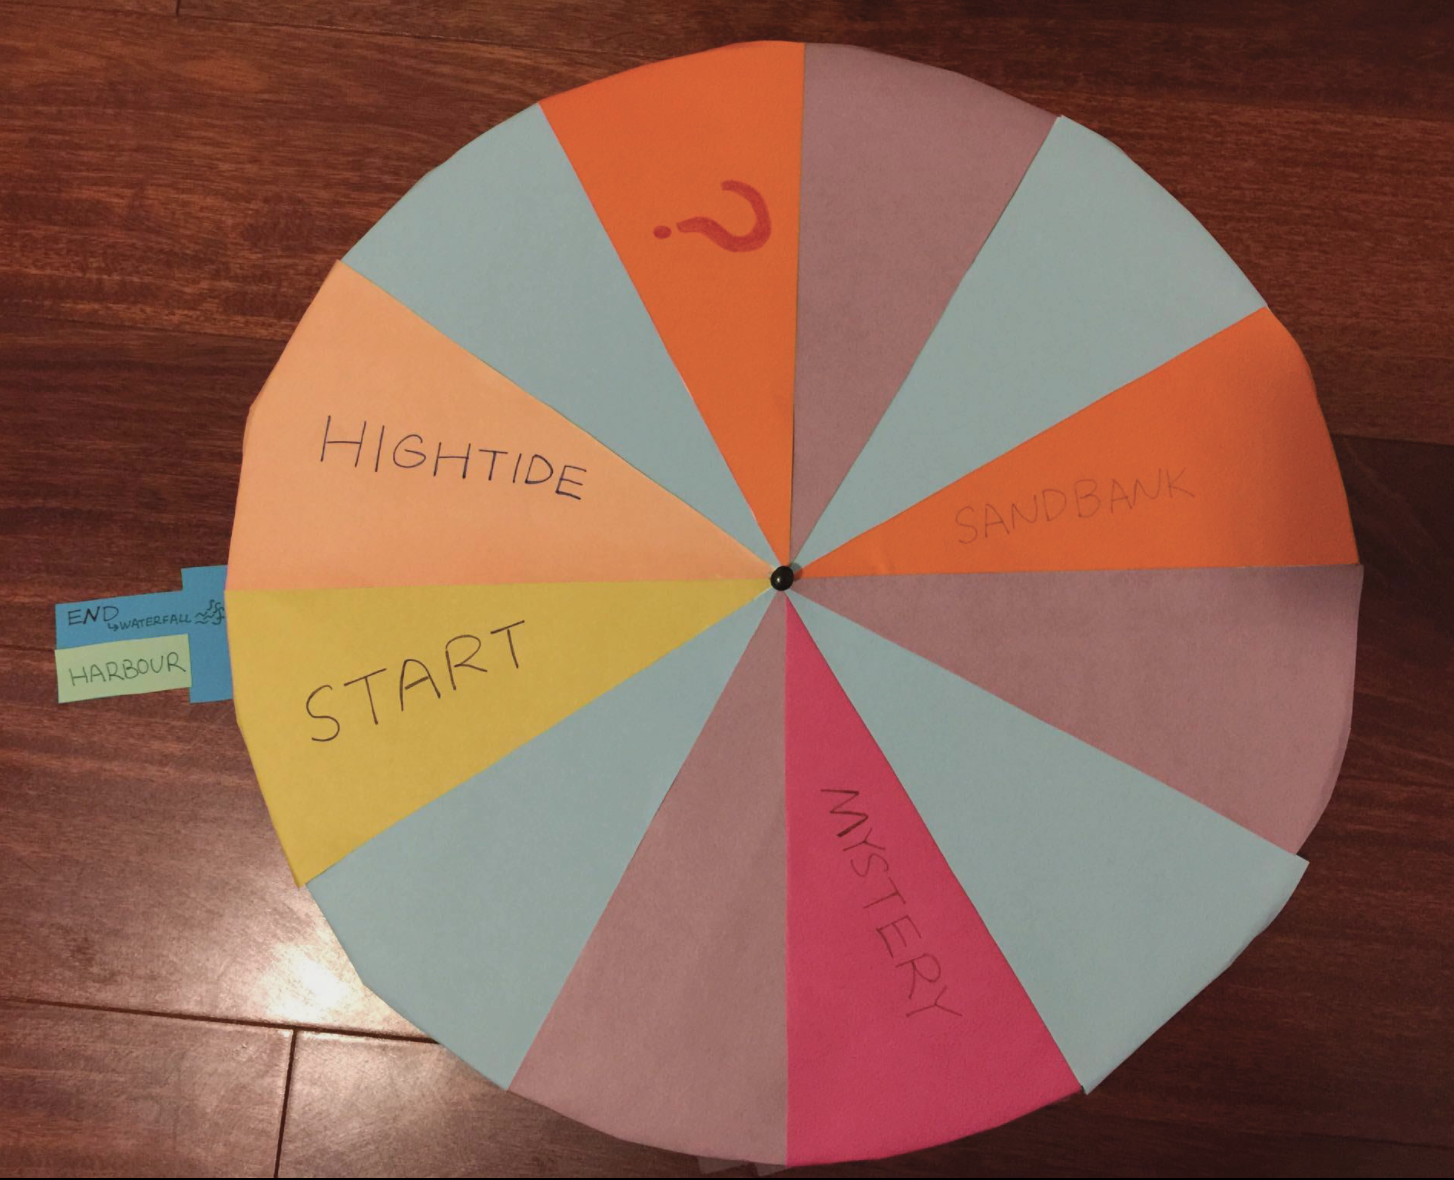 ?
HIGHTIDE
SANDBANK
END
↳WATERFALL
HARBOUR
START
MYSTERY